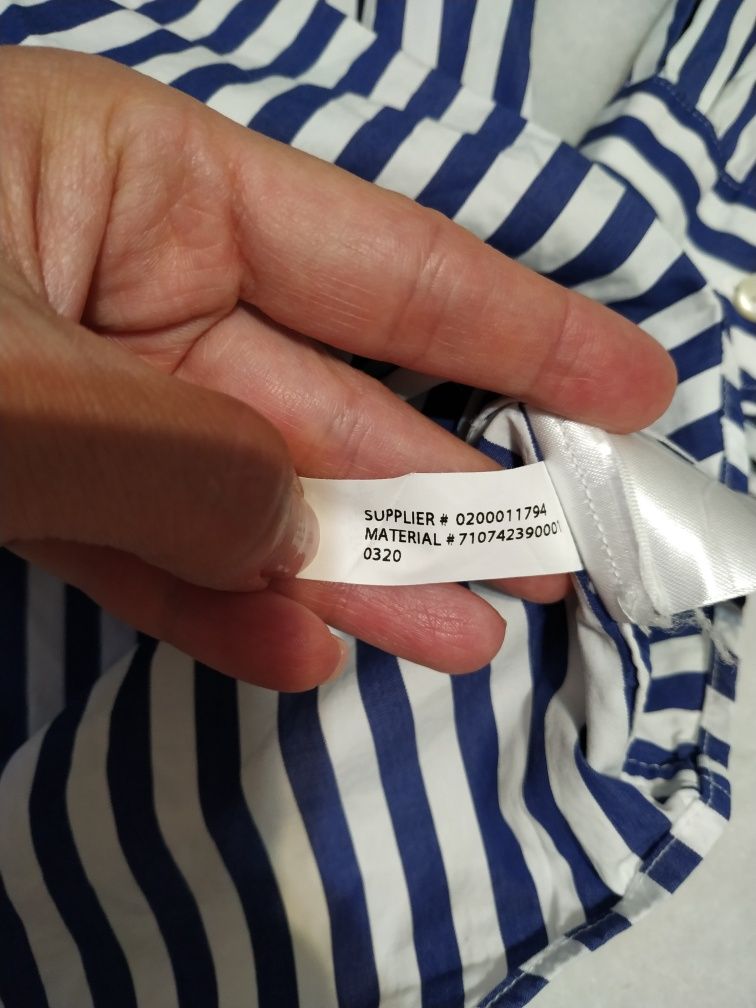 SUPPLIER # 0200011794
MATERIAL # 710742390001
0320